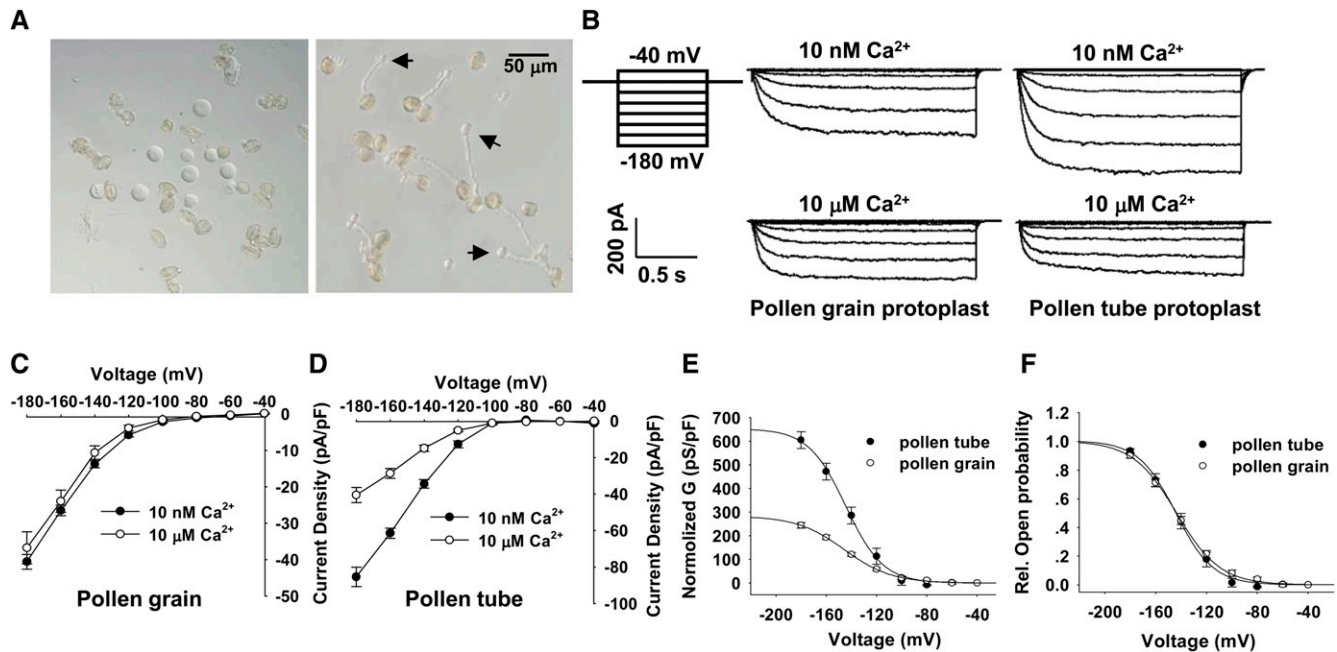 A
50 μm
B
-40 mV
-180 mV
200 pA
0.5 s
10 nM Ca²⁺
10 nM Ca²⁺
10 μM Ca²⁺
10 μM Ca²⁺
Pollen grain protoplast
Pollen tube protoplast
C
Voltage (mV)
-180 -160 -140 -120 -100 -80 -60 -40
0
-10
-20
-30
-40
-50
Current Density (pA/pF)
10 nM Ca²⁺
10 μM Ca²⁺
Pollen grain
D
Voltage (mV)
-180 -160 -140 -120 -100 -80 -60 -40
0
-20
-40
-60
-80
-100
Current Density (pA/pF)
10 nM Ca²⁺
10 μM Ca²⁺
Pollen tube
E
Normolized G (pS/pF)
700
600
500
400
300
200
100
0
pollen tube
pollen grain
-200 -160 -120 -80 -40
Voltage (mV)
F
Rel. Open probability
1.2
1.0
.8
.6
.4
.2
0.0
pollen tube
pollen grain
-200 -160 -120 -80 -40
Voltage (mV)